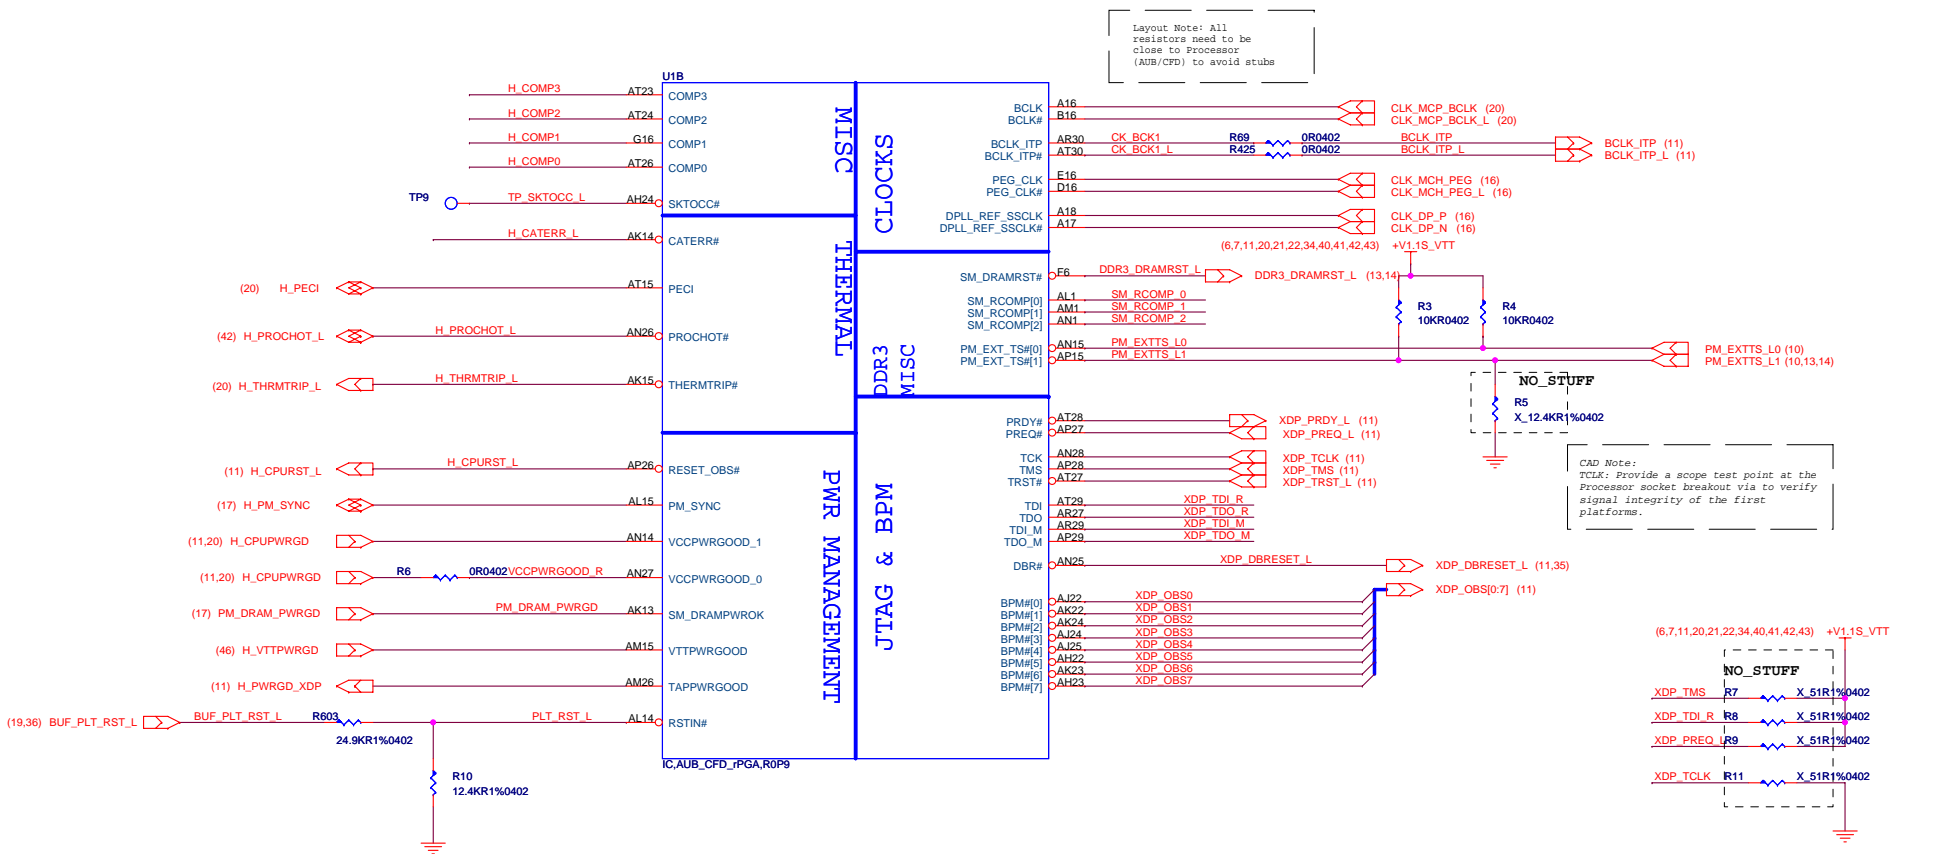 Layout Note: All
resistors need to be
close to Processor
(AUB/CFD) to avoid stubs
U1B
MISC
THERMAL
PWR MANAGEMENT
CLOCKS
DDR3
MISC
JTAG & BPM
H_COMP3 AT23 COMP3
H_COMP2 AT24 COMP2
H_COMP1 G16 COMP1
H_COMP0 AT26 COMP0
TP9 TP_SKTOCC_L AH24 SKTOCC#
H_CATERR_L AK14 CATERR#
(20) H_PECI AT15 PECI
(42) H_PROCHOT_L H_PROCHOT_L AN26 PROCHOT#
(20) H_THRMTRIP_L H_THRMTRIP_L AK15 THERMTRIP#
(11) H_CPURST_L H_CPURST_L AP26 RESET_OBS#
(17) H_PM_SYNC AL15 PM_SYNC
(11,20) H_CPUPWRGD AN14 VCCPWRGOOD_1
(11,20) H_CPUPWRGD R6 0R0402 VCCPWRGOOD_R AN27 VCCPWRGOOD_0
(17) PM_DRAM_PWRGD PM_DRAM_PWRGD AK13 SM_DRAMPWROK
(46) H_VTTPWRGD AM15 VTTPWRGOOD
(11) H_PWRGD_XDP AM26 TAPPWRGOOD
(19,36) BUF_PLT_RST_L BUF_PLT_RST_L R603 PLT_RST_L AL14 RSTIN#
24.9KR1%0402
R10
12.4KR1%0402
IC,AUB_CFD_rPGA,R0P9
BCLK A16 CLK_MCP_BCLK (20)
BCLK# B16 CLK_MCP_BCLK_L (20)
BCLK_ITP AR30 CK_BCK1 R69 0R0402 BCLK_ITP BCLK_ITP (11)
BCLK_ITP# AT30 CK_BCK1_L R425 0R0402 BCLK_ITP_L BCLK_ITP_L (11)
PEG_CLK E16 CLK_MCH_PEG (16)
PEG_CLK# D16 CLK_MCH_PEG_L (16)
DPLL_REF_SSCLK A18 CLK_DP_P (16)
DPLL_REF_SSCLK# A17 CLK_DP_N (16)
(6,7,11,20,21,22,34,40,41,42,43) +V1.1S_VTT
SM_DRAMRST# F6 DDR3_DRAMRST_L DDR3_DRAMRST_L (13,14)
SM_RCOMP[0] AL1 SM_RCOMP_0
SM_RCOMP[1] AM1 SM_RCOMP_1
SM_RCOMP[2] AN1 SM_RCOMP_2
R3 R4
10KR0402 10KR0402
PM_EXT_TS#[0] AN15 PM_EXTTS_L0 PM_EXTTS_L0 (10)
PM_EXT_TS#[1] AP15 PM_EXTTS_L1 PM_EXTTS_L1 (10,13,14)
NO_STUFF
R5
X_12.4KR1%0402
PRDY# AT28 XDP_PRDY_L (11)
PREQ# AP27 XDP_PREQ_L (11)
TCK AN28 XDP_TCLK (11)
TMS AP28 XDP_TMS (11)
TRST# AT27 XDP_TRST_L (11)
TDI AT29 XDP_TDI_R
TDO AR27 XDP_TDO_R
TDI_M AR29 XDP_TDI_M
TDO_M AP29 XDP_TDO_M
CAD Note:
TCLK: Provide a scope test point at the
Processor socket breakout via to verify
signal integrity of the first
platforms.
DBR# AN25 XDP_DBRESET_L XDP_DBRESET_L (11,35)
XDP_OBS[0:7] (11)
BPM#[0] AJ22 XDP_OBS0
BPM#[1] AK22 XDP_OBS1
BPM#[2] AK24 XDP_OBS2
BPM#[3] AJ24 XDP_OBS3
BPM#[4] AJ25 XDP_OBS4
BPM#[5] AH22 XDP_OBS5
BPM#[6] AK23 XDP_OBS6
BPM#[7] AH23 XDP_OBS7
(6,7,11,20,21,22,34,40,41,42,43) +V1.1S_VTT
NO_STUFF
XDP_TMS R7 X_51R1%0402
XDP_TDI_R R8 X_51R1%0402
XDP_PREQ_L R9 X_51R1%0402
XDP_TCLK R11 X_51R1%0402